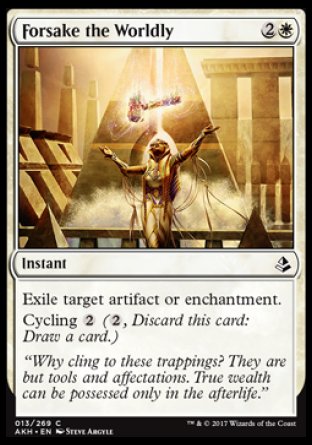 Forsake the Worldly 2
Instant
Exile target artifact or enchantment.
Cycling 2 (2, Discard this card:
Draw a card.)
“Why cling to these trappings? They are
but tools and affectations. True wealth
can be possessed only in the afterlife.”
013/269 C
AKH • EN Steve Argyle
™ & © 2017 Wizards of the Coast